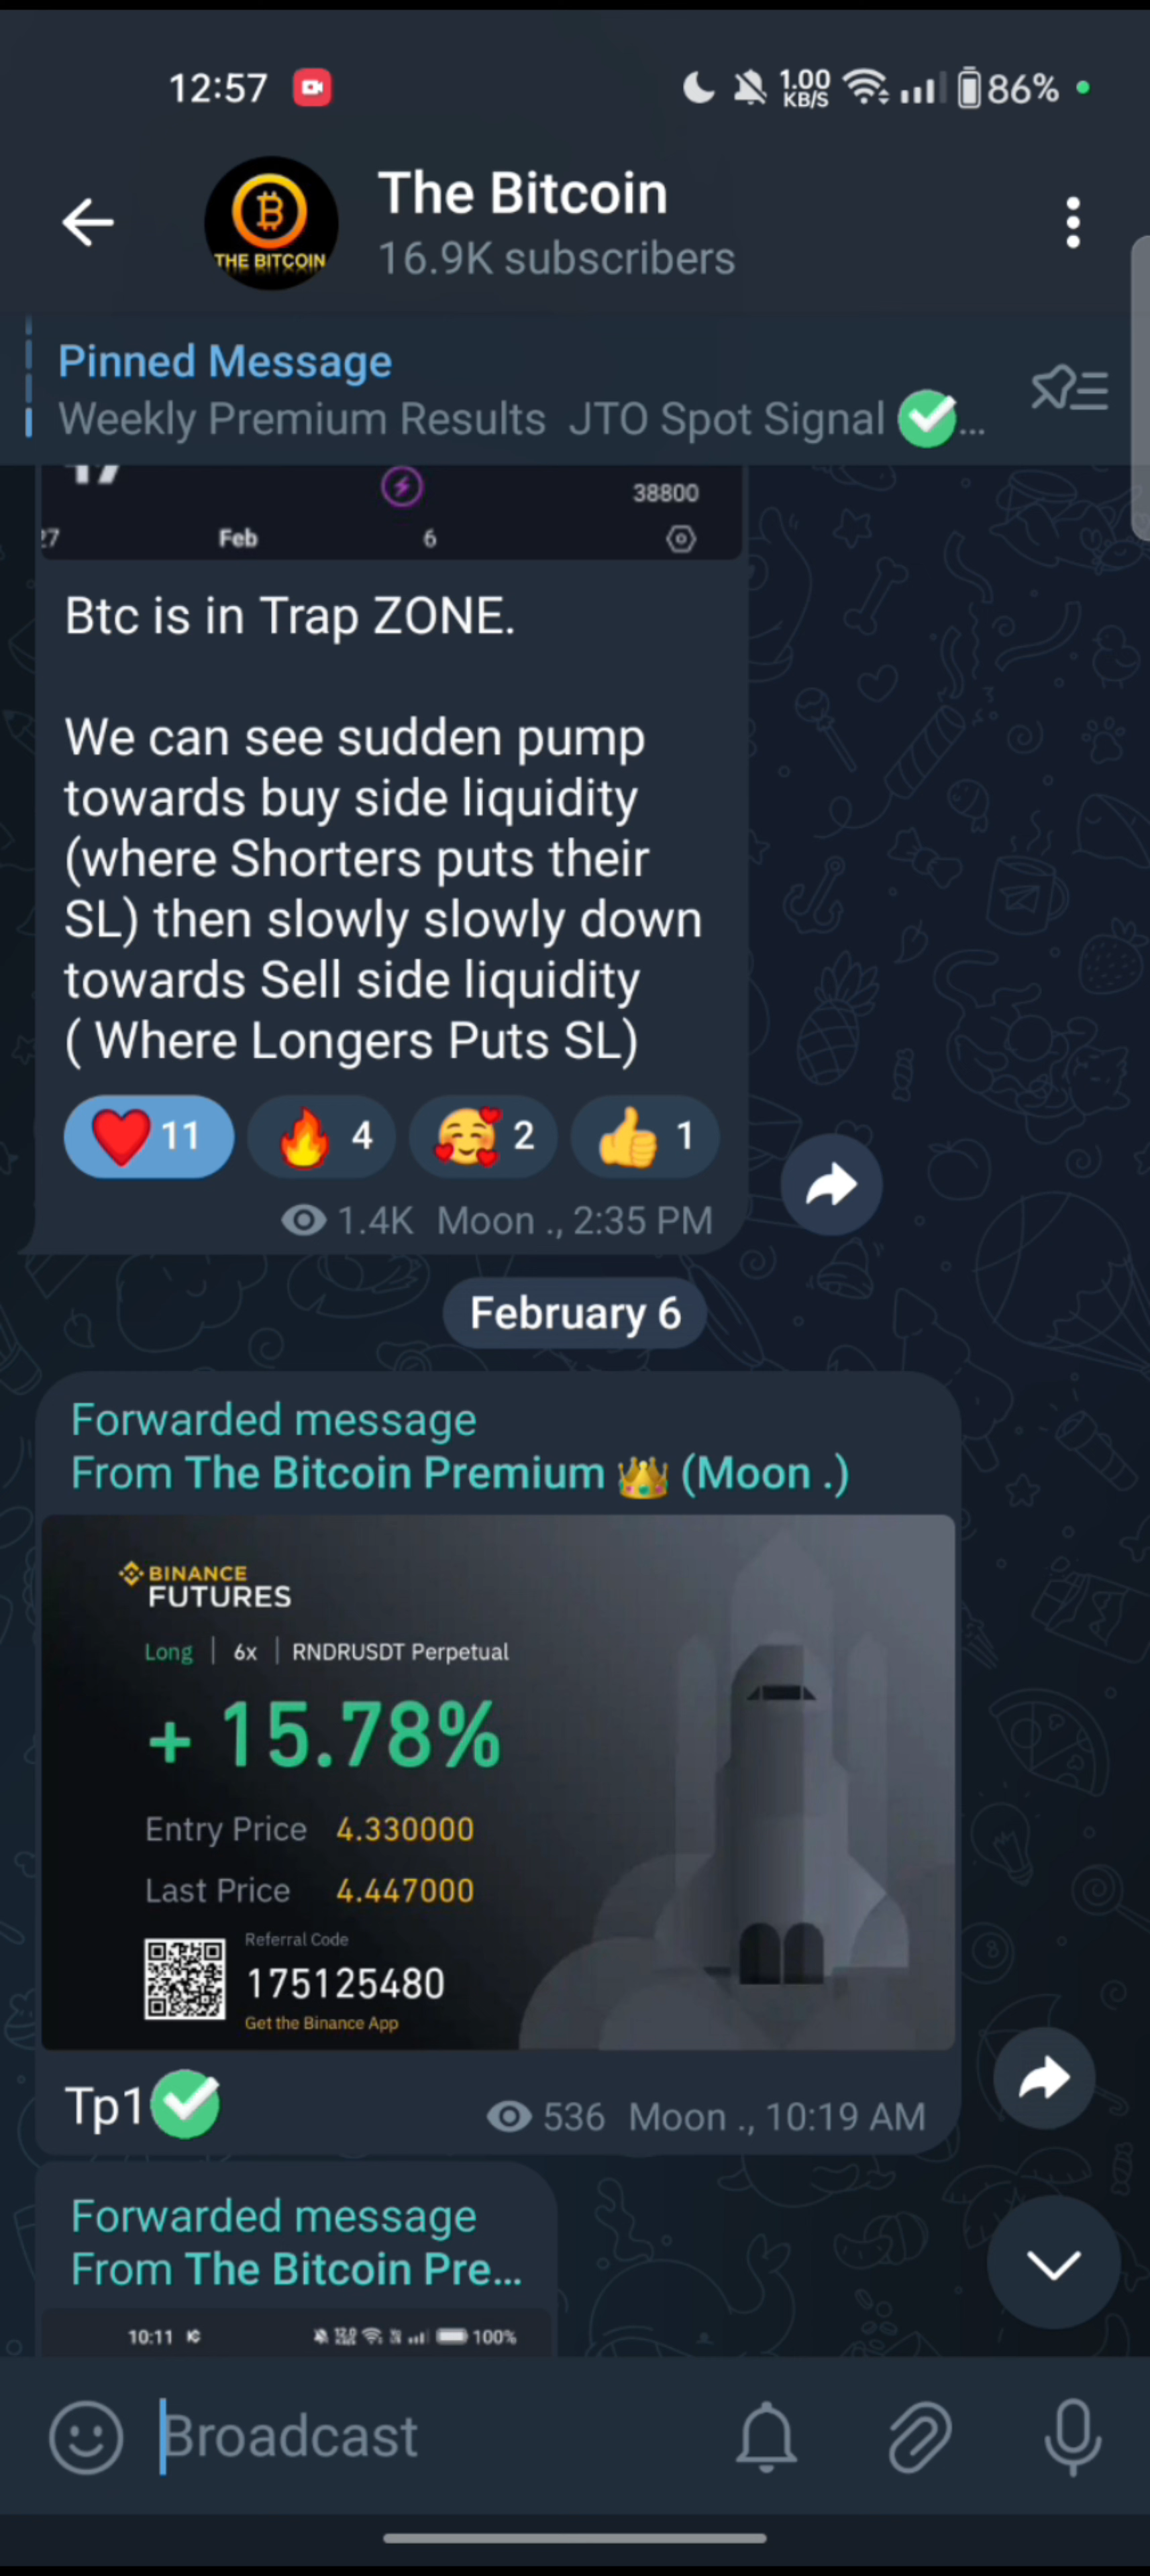 12:57
1.00
KB/S
86%
The Bitcoin
THE BITCOIN
16.9K subscribers
Pinned Message
Weekly Premium Results JTO Spot Signal ✅...
38800
27 Feb 6
Btc is in Trap ZONE.
We can see sudden pump
towards buy side liquidity
(where Shorters puts their
SL) then slowly slowly down
towards Sell side liquidity
( Where Longers Puts SL)
❤️ 11 🔥 4 🥰 2 👍 1
1.4K Moon ., 2:35 PM
February 6
Forwarded message
From The Bitcoin Premium 👑 (Moon .)
BINANCE
FUTURES
Long | 6x | RNDRUSDT Perpetual
+ 15.78%
Entry Price 4.330000
Last Price 4.447000
Referral Code
175125480
Get the Binance App
Tp1✅
536 Moon ., 10:19 AM
Forwarded message
From The Bitcoin Pre...
10:11
100%
Broadcast